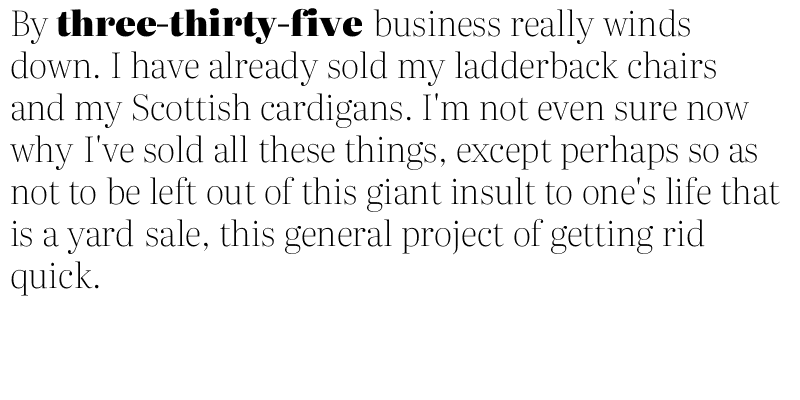 By three-thirty-five business really winds
down. I have already sold my ladderback chairs
and my Scottish cardigans. I'm not even sure now
why I've sold all these things, except perhaps so as
not to be left out of this giant insult to one's life that
is a yard sale, this general project of getting rid
quick.